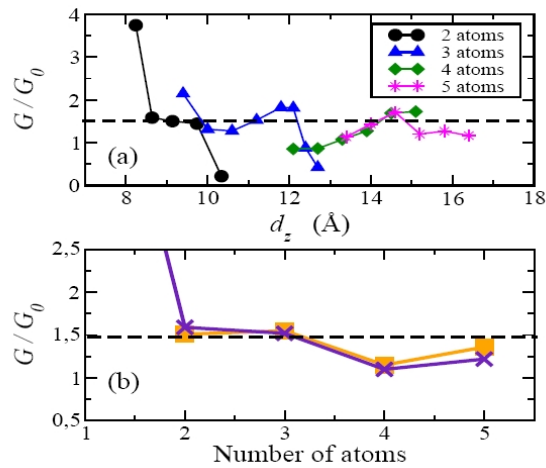 4
3
2
1
0
G/G₀
2 atoms
3 atoms
4 atoms
5 atoms
(a)
8 10 12 14 16 18
d_z (Å)
2,5
2
1,5
1
0,5
G/G₀
(b)
1 2 3 4 5
Number of atoms